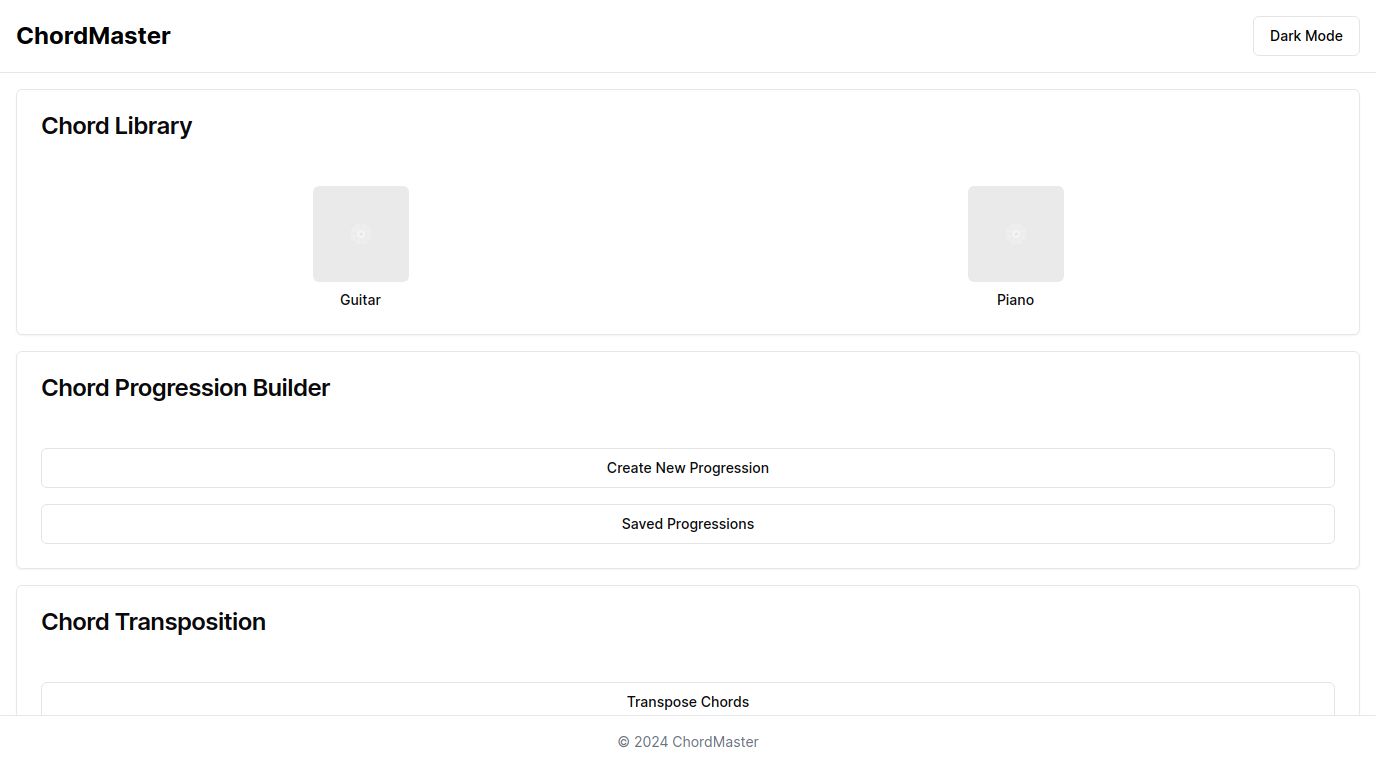 ChordMaster
Dark Mode
Chord Library
Guitar
Piano
Chord Progression Builder
Create New Progression
Saved Progressions
Chord Transposition
Transpose Chords
© 2024 ChordMaster